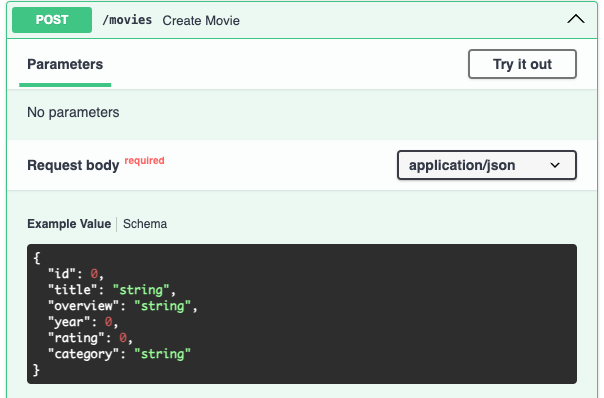 POST /movies Create Movie
Parameters Try it out
No parameters
Request body required application/json
Example Value Schema
{
"id": 0,
"title": "string",
"overview": "string",
"year": 0,
"rating": 0,
"category": "string"
}